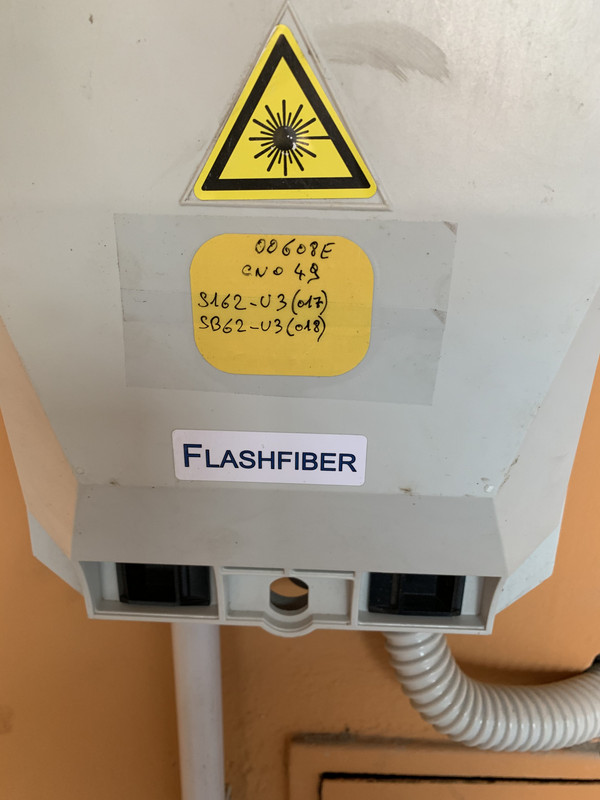 00608E
CNO 49
S162-U3(017)
SB62-U3(018)
FLASHFIBER